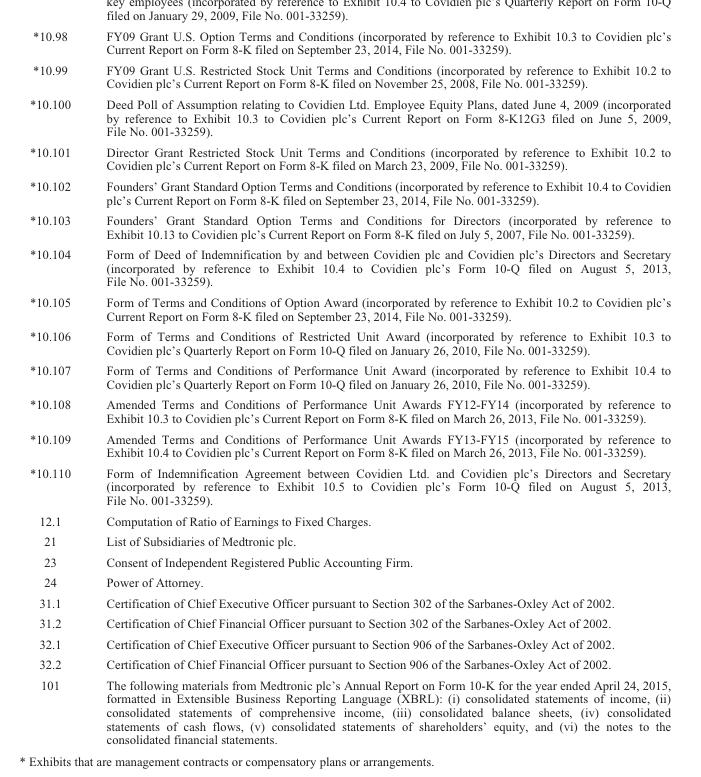 key employees (incorporated by reference to Exhibit 10.4 to Covidien plc's Quarterly Report on Form 10-Q
filed on January 29, 2009, File No. 001-33259).
*10.98 FY09 Grant U.S. Option Terms and Conditions (incorporated by reference to Exhibit 10.3 to Covidien plc's
Current Report on Form 8-K filed on September 23, 2014, File No. 001-33259).
*10.99 FY09 Grant U.S. Restricted Stock Unit Terms and Conditions (incorporated by reference to Exhibit 10.2 to
Covidien plc's Current Report on Form 8-K filed on November 25, 2008, File No. 001-33259).
*10.100 Deed Poll of Assumption relating to Covidien Ltd. Employee Equity Plans, dated June 4, 2009 (incorporated
by reference to Exhibit 10.3 to Covidien plc's Current Report on Form 8-K12G3 filed on June 5, 2009,
File No. 001-33259).
*10.101 Director Grant Restricted Stock Unit Terms and Conditions (incorporated by reference to Exhibit 10.2 to
Covidien plc's Current Report on Form 8-K filed on March 23, 2009, File No. 001-33259).
*10.102 Founders' Grant Standard Option Terms and Conditions (incorporated by reference to Exhibit 10.4 to Covidien
plc's Current Report on Form 8-K filed on September 23, 2014, File No. 001-33259).
*10.103 Founders' Grant Standard Option Terms and Conditions for Directors (incorporated by reference to
Exhibit 10.13 to Covidien plc's Current Report on Form 8-K filed on July 5, 2007, File No. 001-33259).
*10.104 Form of Deed of Indemnification by and between Covidien plc and Covidien plc's Directors and Secretary
(incorporated by reference to Exhibit 10.4 to Covidien plc's Form 10-Q filed on August 5, 2013,
File No. 001-33259).
*10.105 Form of Terms and Conditions of Option Award (incorporated by reference to Exhibit 10.2 to Covidien plc's
Current Report on Form 8-K filed on September 23, 2014, File No. 001-33259).
*10.106 Form of Terms and Conditions of Restricted Unit Award (incorporated by reference to Exhibit 10.3 to
Covidien plc's Quarterly Report on Form 10-Q filed on January 26, 2010, File No. 001-33259).
*10.107 Form of Terms and Conditions of Performance Unit Award (incorporated by reference to Exhibit 10.4 to
Covidien plc's Quarterly Report on Form 10-Q filed on January 26, 2010, File No. 001-33259).
*10.108 Amended Terms and Conditions of Performance Unit Awards FY12-FY14 (incorporated by reference to
Exhibit 10.3 to Covidien plc's Current Report on Form 8-K filed on March 26, 2013, File No. 001-33259).
*10.109 Amended Terms and Conditions of Performance Unit Awards FY13-FY15 (incorporated by reference to
Exhibit 10.4 to Covidien plc's Current Report on Form 8-K filed on March 26, 2013, File No. 001-33259).
*10.110 Form of Indemnification Agreement between Covidien Ltd. and Covidien plc's Directors and Secretary
(incorporated by reference to Exhibit 10.5 to Covidien plc's Form 10-Q filed on August 5, 2013,
File No. 001-33259).
12.1 Computation of Ratio of Earnings to Fixed Charges.
21 List of Subsidiaries of Medtronic plc.
23 Consent of Independent Registered Public Accounting Firm.
24 Power of Attorney.
31.1 Certification of Chief Executive Officer pursuant to Section 302 of the Sarbanes-Oxley Act of 2002.
31.2 Certification of Chief Financial Officer pursuant to Section 302 of the Sarbanes-Oxley Act of 2002.
32.1 Certification of Chief Executive Officer pursuant to Section 906 of the Sarbanes-Oxley Act of 2002.
32.2 Certification of Chief Financial Officer pursuant to Section 906 of the Sarbanes-Oxley Act of 2002.
101 The following materials from Medtronic plc's Annual Report on Form 10-K for the year ended April 24, 2015,
formatted in Extensible Business Reporting Language (XBRL): (i) consolidated statements of income, (ii)
consolidated statements of comprehensive income, (iii) consolidated balance sheets, (iv) consolidated
statements of cash flows, (v) consolidated statements of shareholders' equity, and (vi) the notes to the
consolidated financial statements.
* Exhibits that are management contracts or compensatory plans or arrangements.